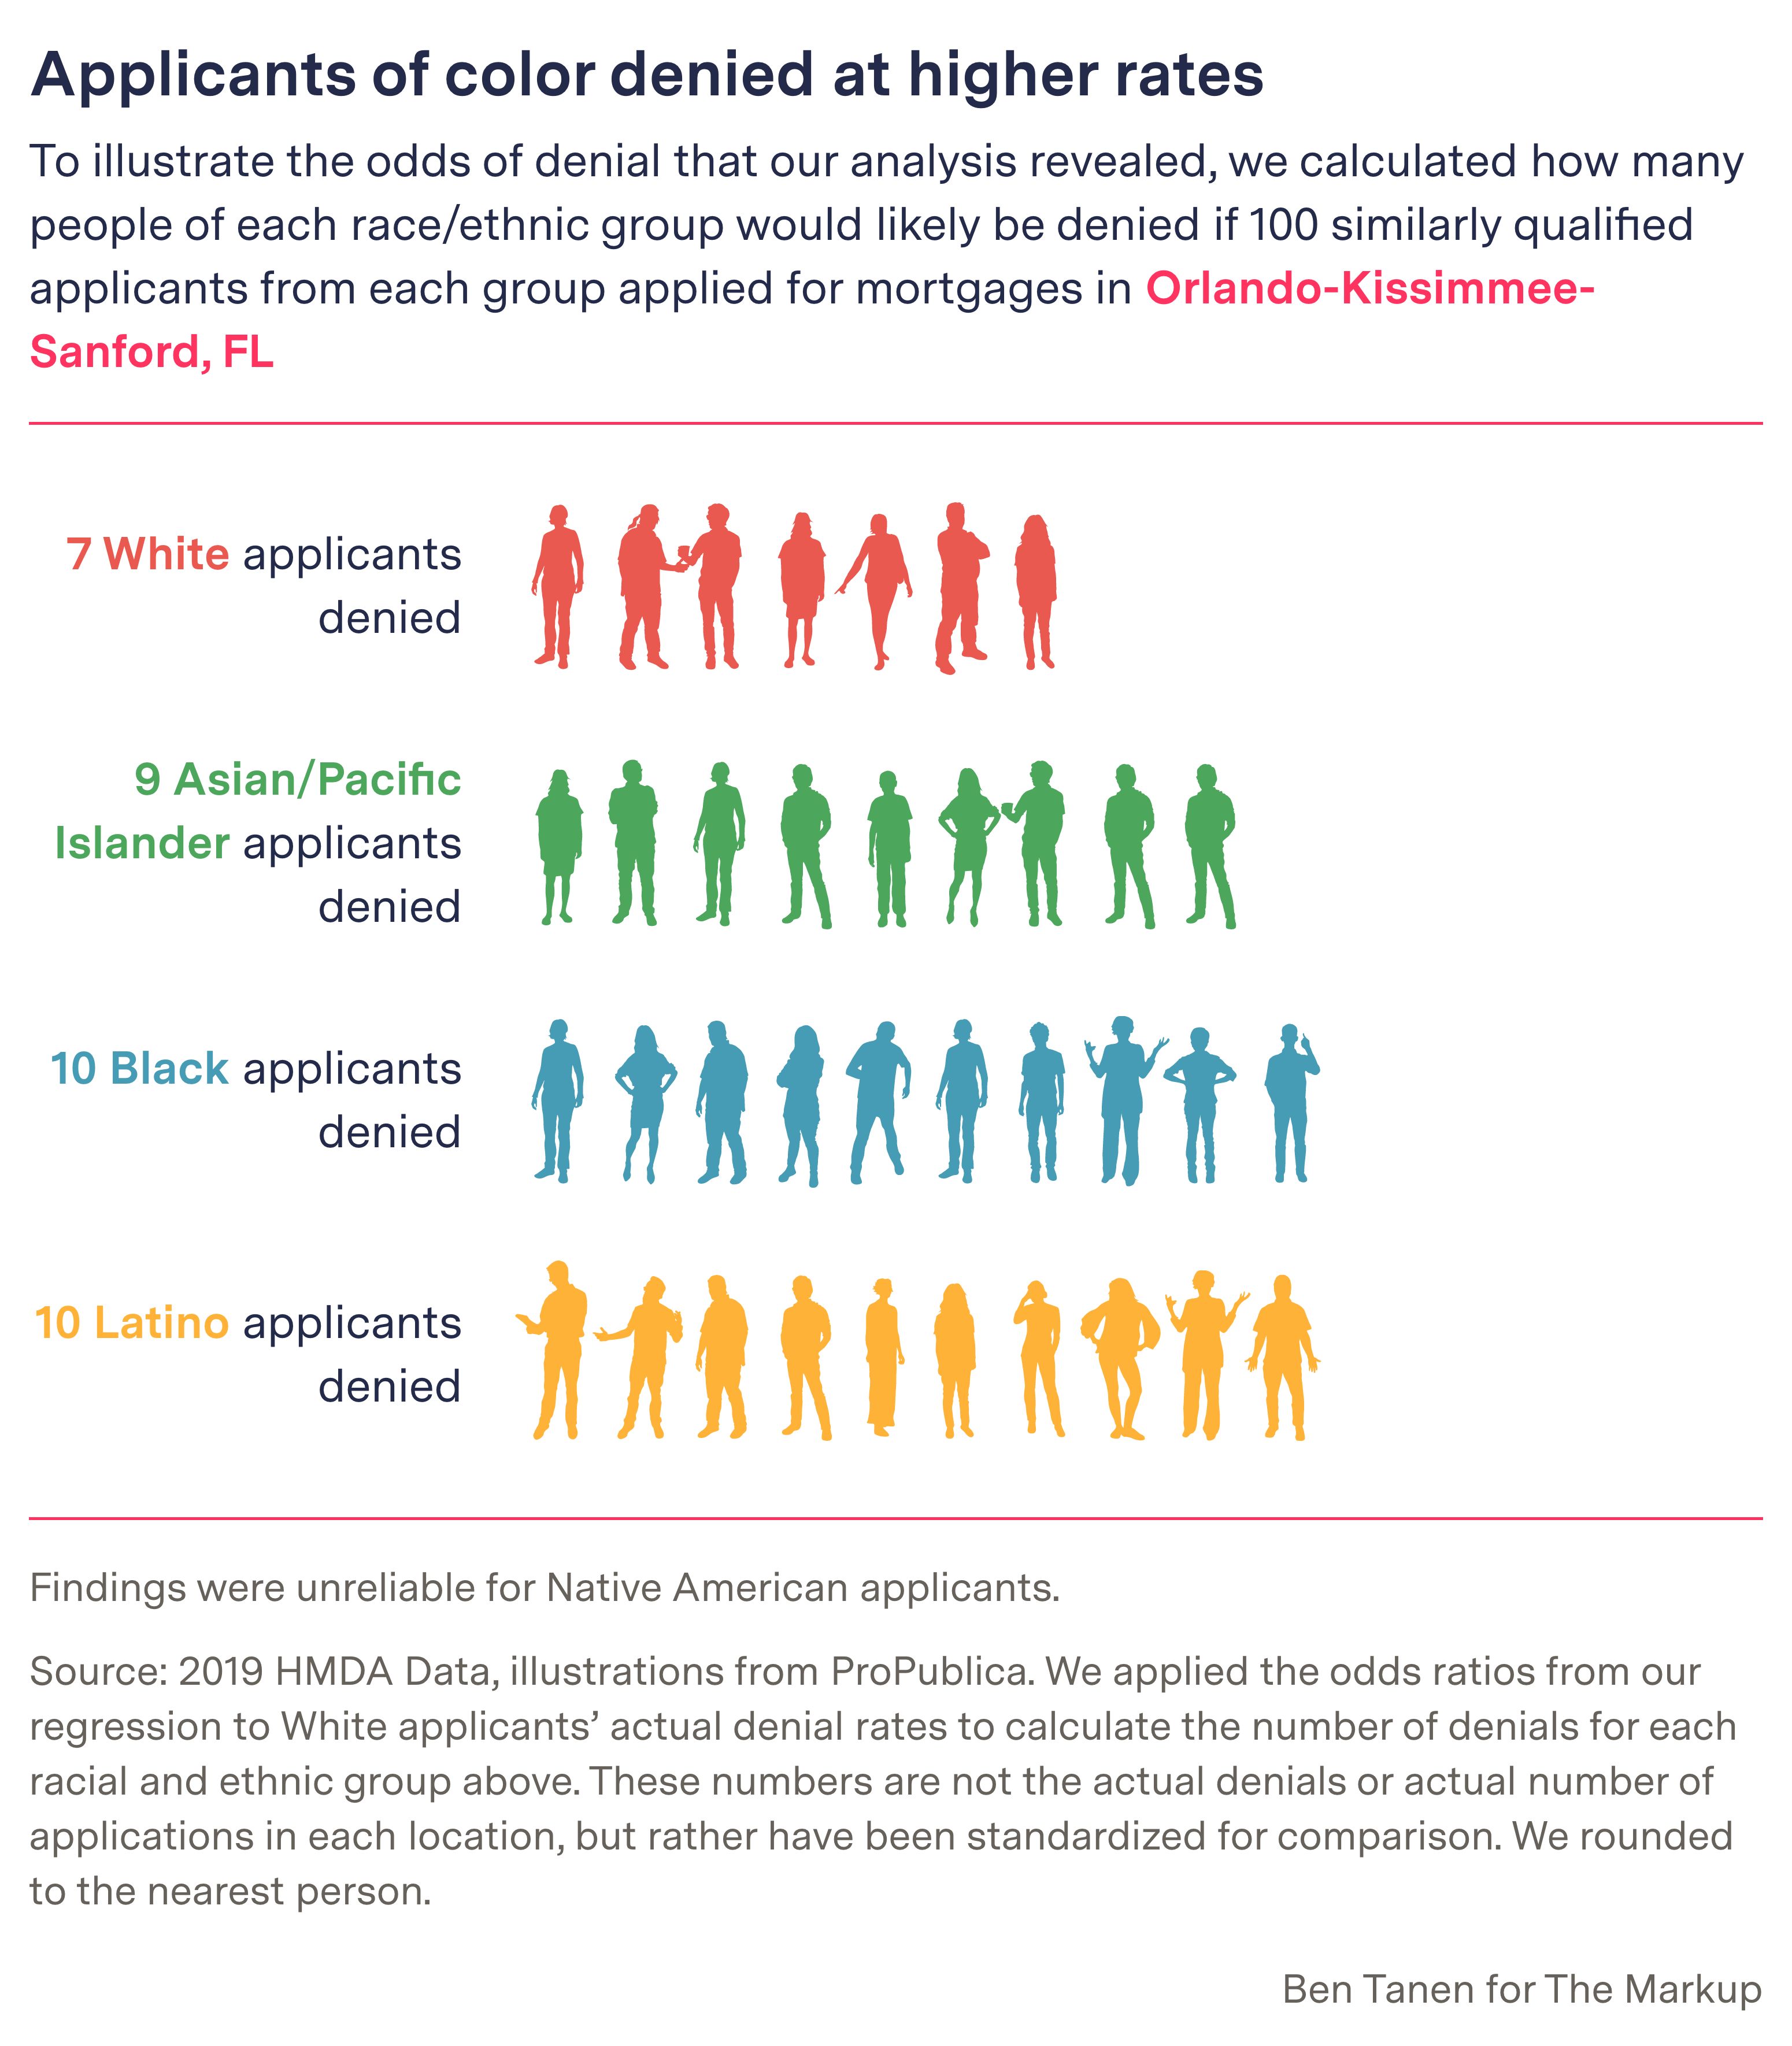 Applicants of color denied at higher rates
To illustrate the odds of denial that our analysis revealed, we calculated how many
people of each race/ethnic group would likely be denied if 100 similarly qualified
applicants from each group applied for mortgages in Orlando-Kissimmee-
Sanford, FL
7 White applicants
denied
9 Asian/Pacific
Islander applicants
denied
10 Black applicants
denied
10 Latino applicants
denied
Findings were unreliable for Native American applicants.
Source: 2019 HMDA Data, illustrations from ProPublica. We applied the odds ratios from our
regression to White applicants’ actual denial rates to calculate the number of denials for each
racial and ethnic group above. These numbers are not the actual denials or actual number of
applications in each location, but rather have been standardized for comparison. We rounded
to the nearest person.
Ben Tanen for The Markup